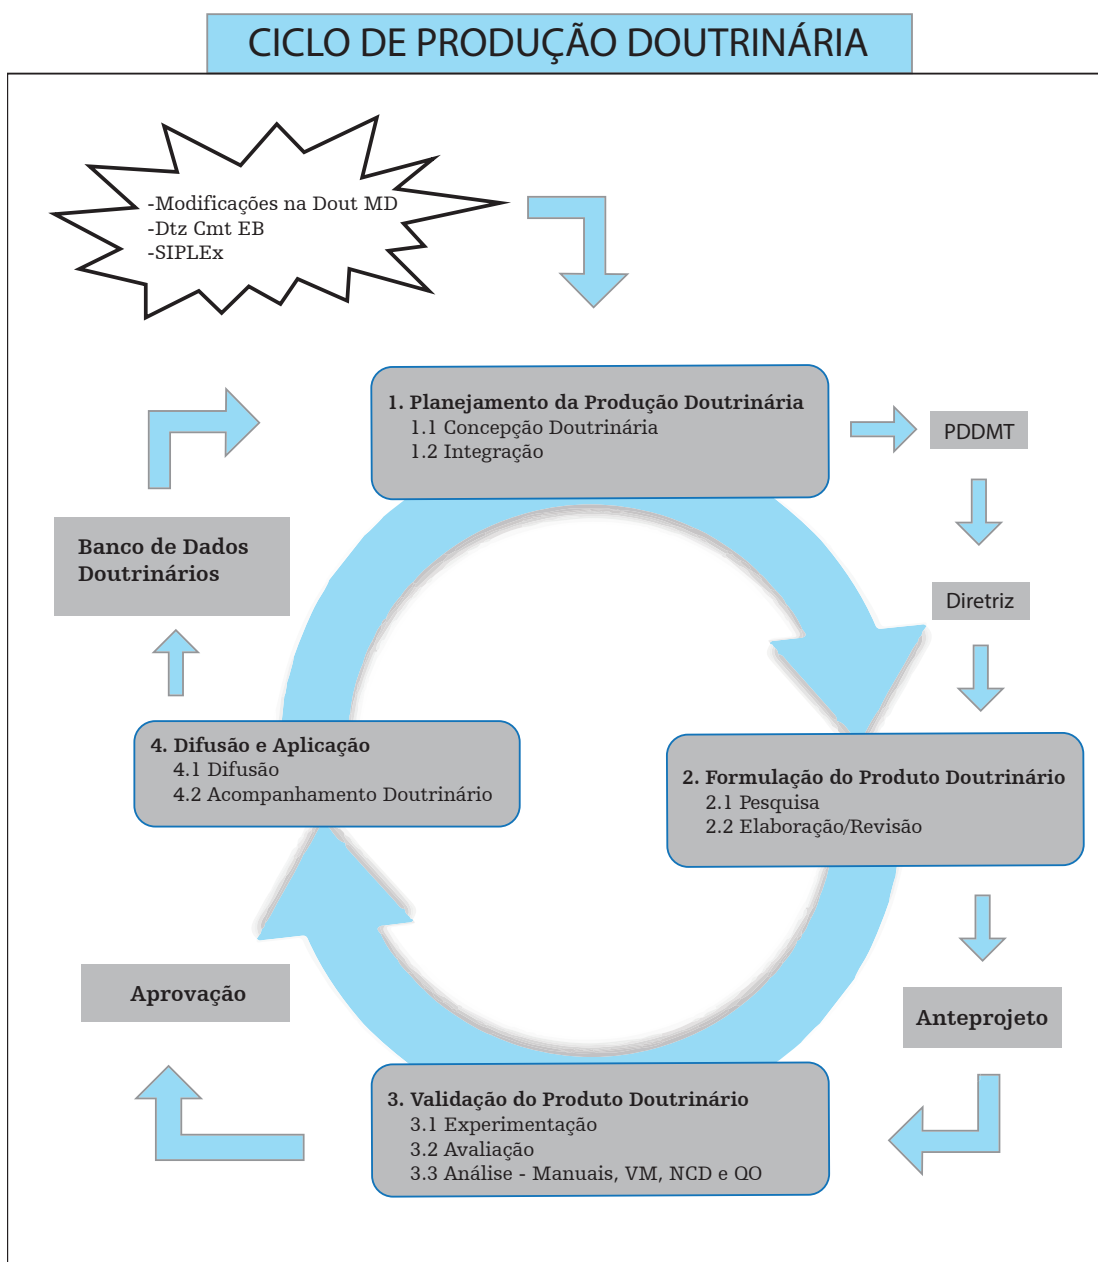 CICLO DE PRODUÇÃO DOUTRINÁRIA
-Modificações na Dout MD
-Dtz Cmt EB
-SIPLEx
1. Planejamento da Produção Doutrinária
1.1 Concepção Doutrinária
1.2 Integração
PDDMT
Diretriz
2. Formulação do Produto Doutrinário
2.1 Pesquisa
2.2 Elaboração/Revisão
Anteprojeto
3. Validação do Produto Doutrinário
3.1 Experimentação
3.2 Avaliação
3.3 Análise - Manuais, VM, NCD e QO
Aprovação
4. Difusão e Aplicação
4.1 Difusão
4.2 Acompanhamento Doutrinário
Banco de Dados
Doutrinários